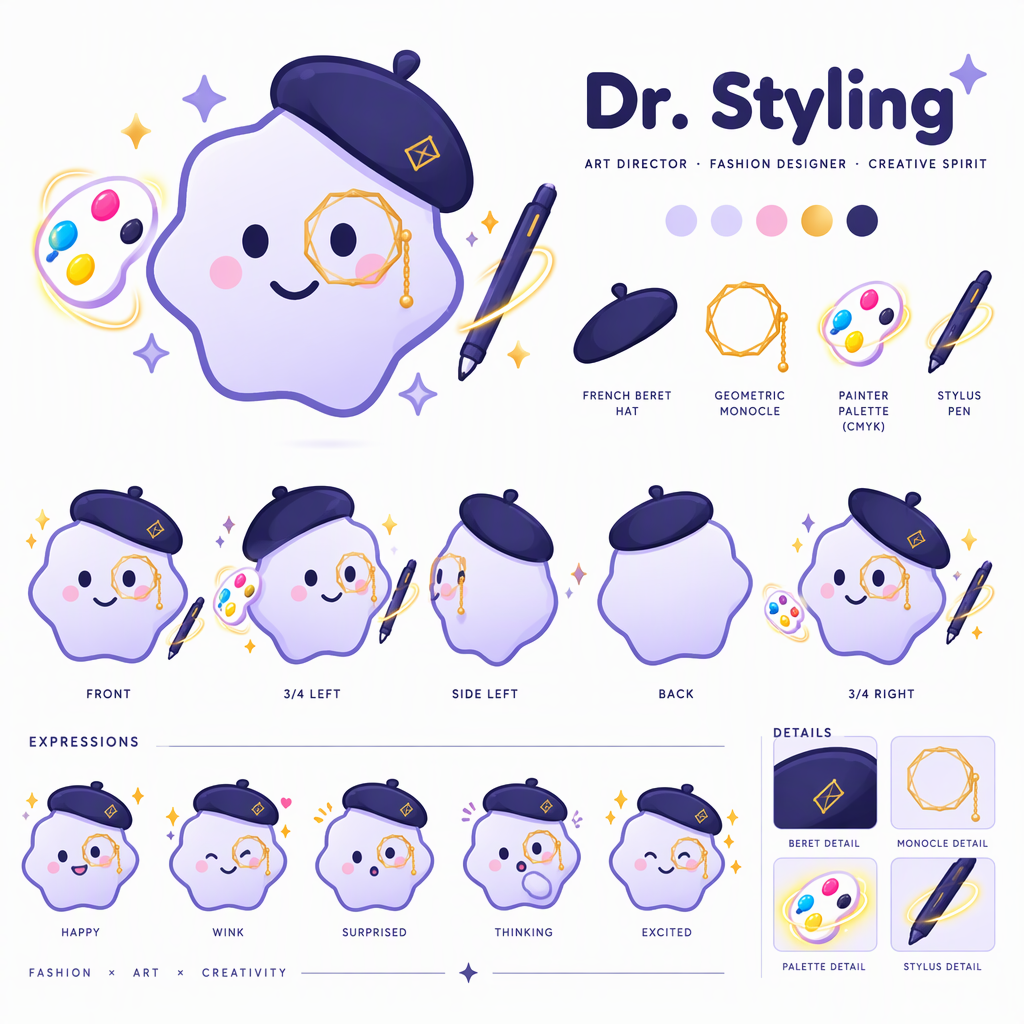 Dr. Styling
ART DIRECTOR · FASHION DESIGNER · CREATIVE SPIRIT
FRENCH BERET
HAT
GEOMETRIC
MONOCLE
PAINTER
PALETTE
(CMYK)
STYLUS
PEN
FRONT
3/4 LEFT
SIDE LEFT
BACK
3/4 RIGHT
EXPRESSIONS
HAPPY
WINK
SURPRISED
THINKING
EXCITED
DETAILS
BERET DETAIL
MONOCLE DETAIL
PALETTE DETAIL
STYLUS DETAIL
FASHION × ART × CREATIVITY